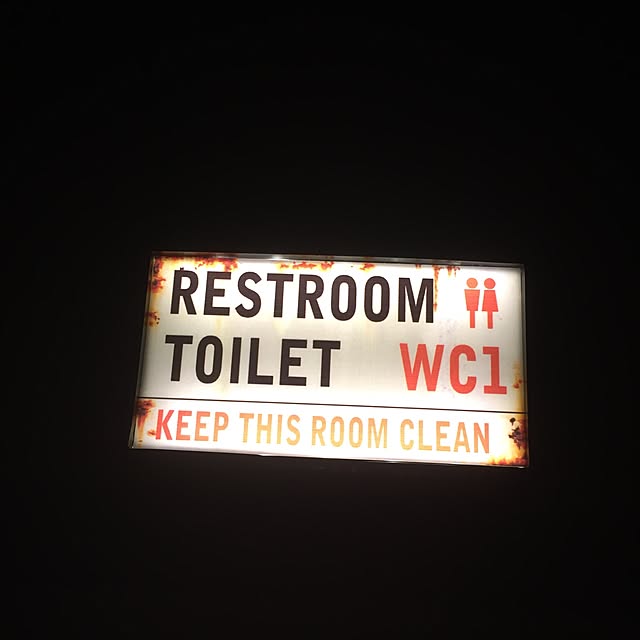 RESTROOM
TOILET WC1
KEEP THIS ROOM CLEAN